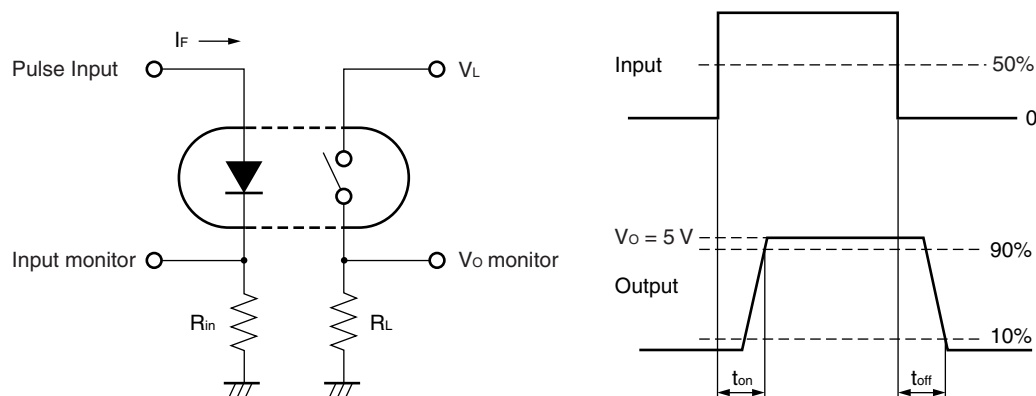 IF
Pulse Input
VL
Input monitor
VO monitor
Rin
RL
Input
50%
0
VO = 5 V
90%
Output
10%
ton
toff